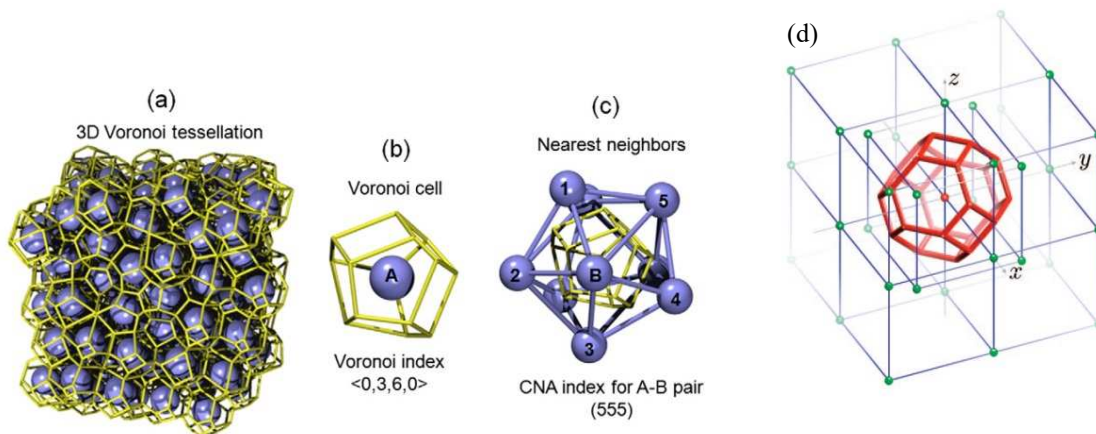 (a)
3D Voronoi tessellation
(b)
Voronoi cell
A
Voronoi index
<0,3,6,0>
(c)
Nearest neighbors
1
5
2
B
4
3
CNA index for A-B pair
(555)
(d)
z
y
x